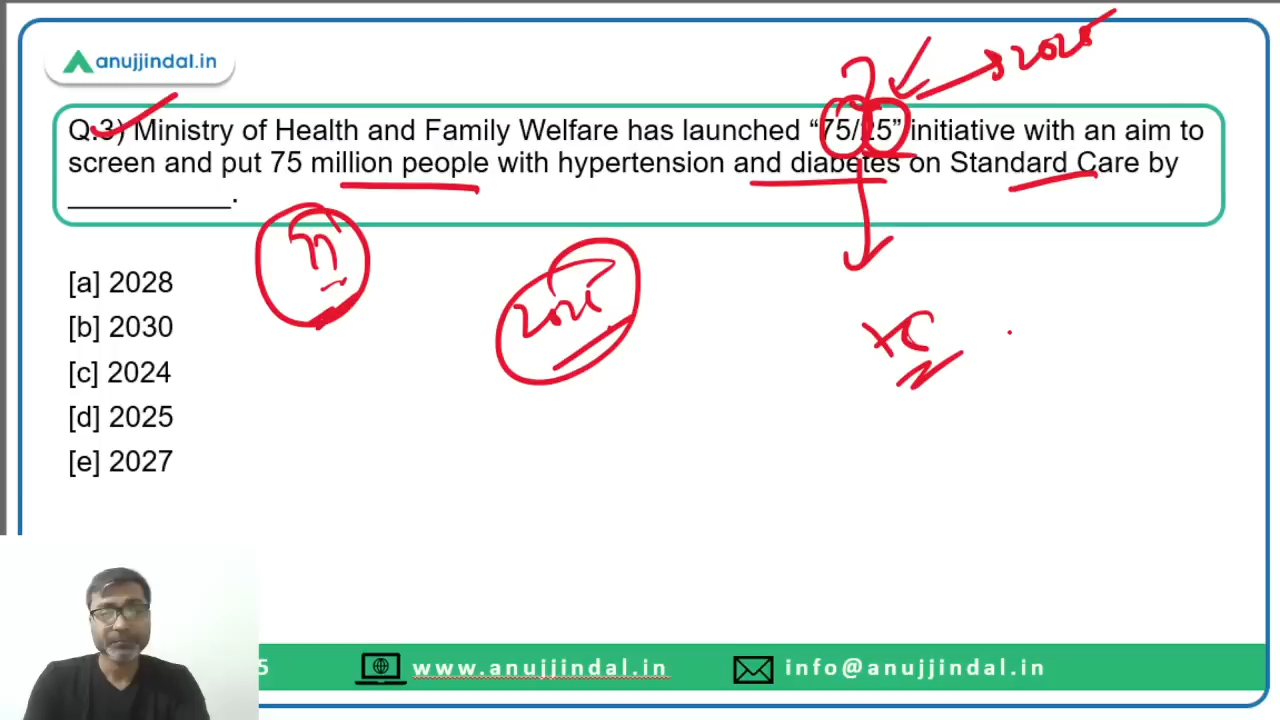 anujjindal.in
Q.3) Ministry of Health and Family Welfare has launched “75/25” initiative with an aim to
screen and put 75 million people with hypertension and diabetes on Standard Care by
__________.
[a] 2028
[b] 2030
[c] 2024
[d] 2025
[e] 2027
5 www.anujjindal.in info@anujjindal.in